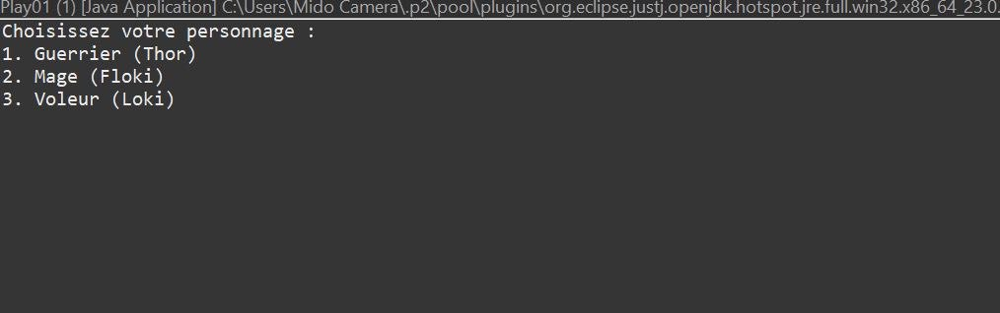 Play01 (1) [Java Application] C:\Users\Mido Camera\.p2\pool\plugins\org.eclipse.justj.openjdk.hotspot.jre.full.win32.x86_64_23.0.
Choisissez votre personnage :
1. Guerrier (Thor)
2. Mage (Floki)
3. Voleur (Loki)